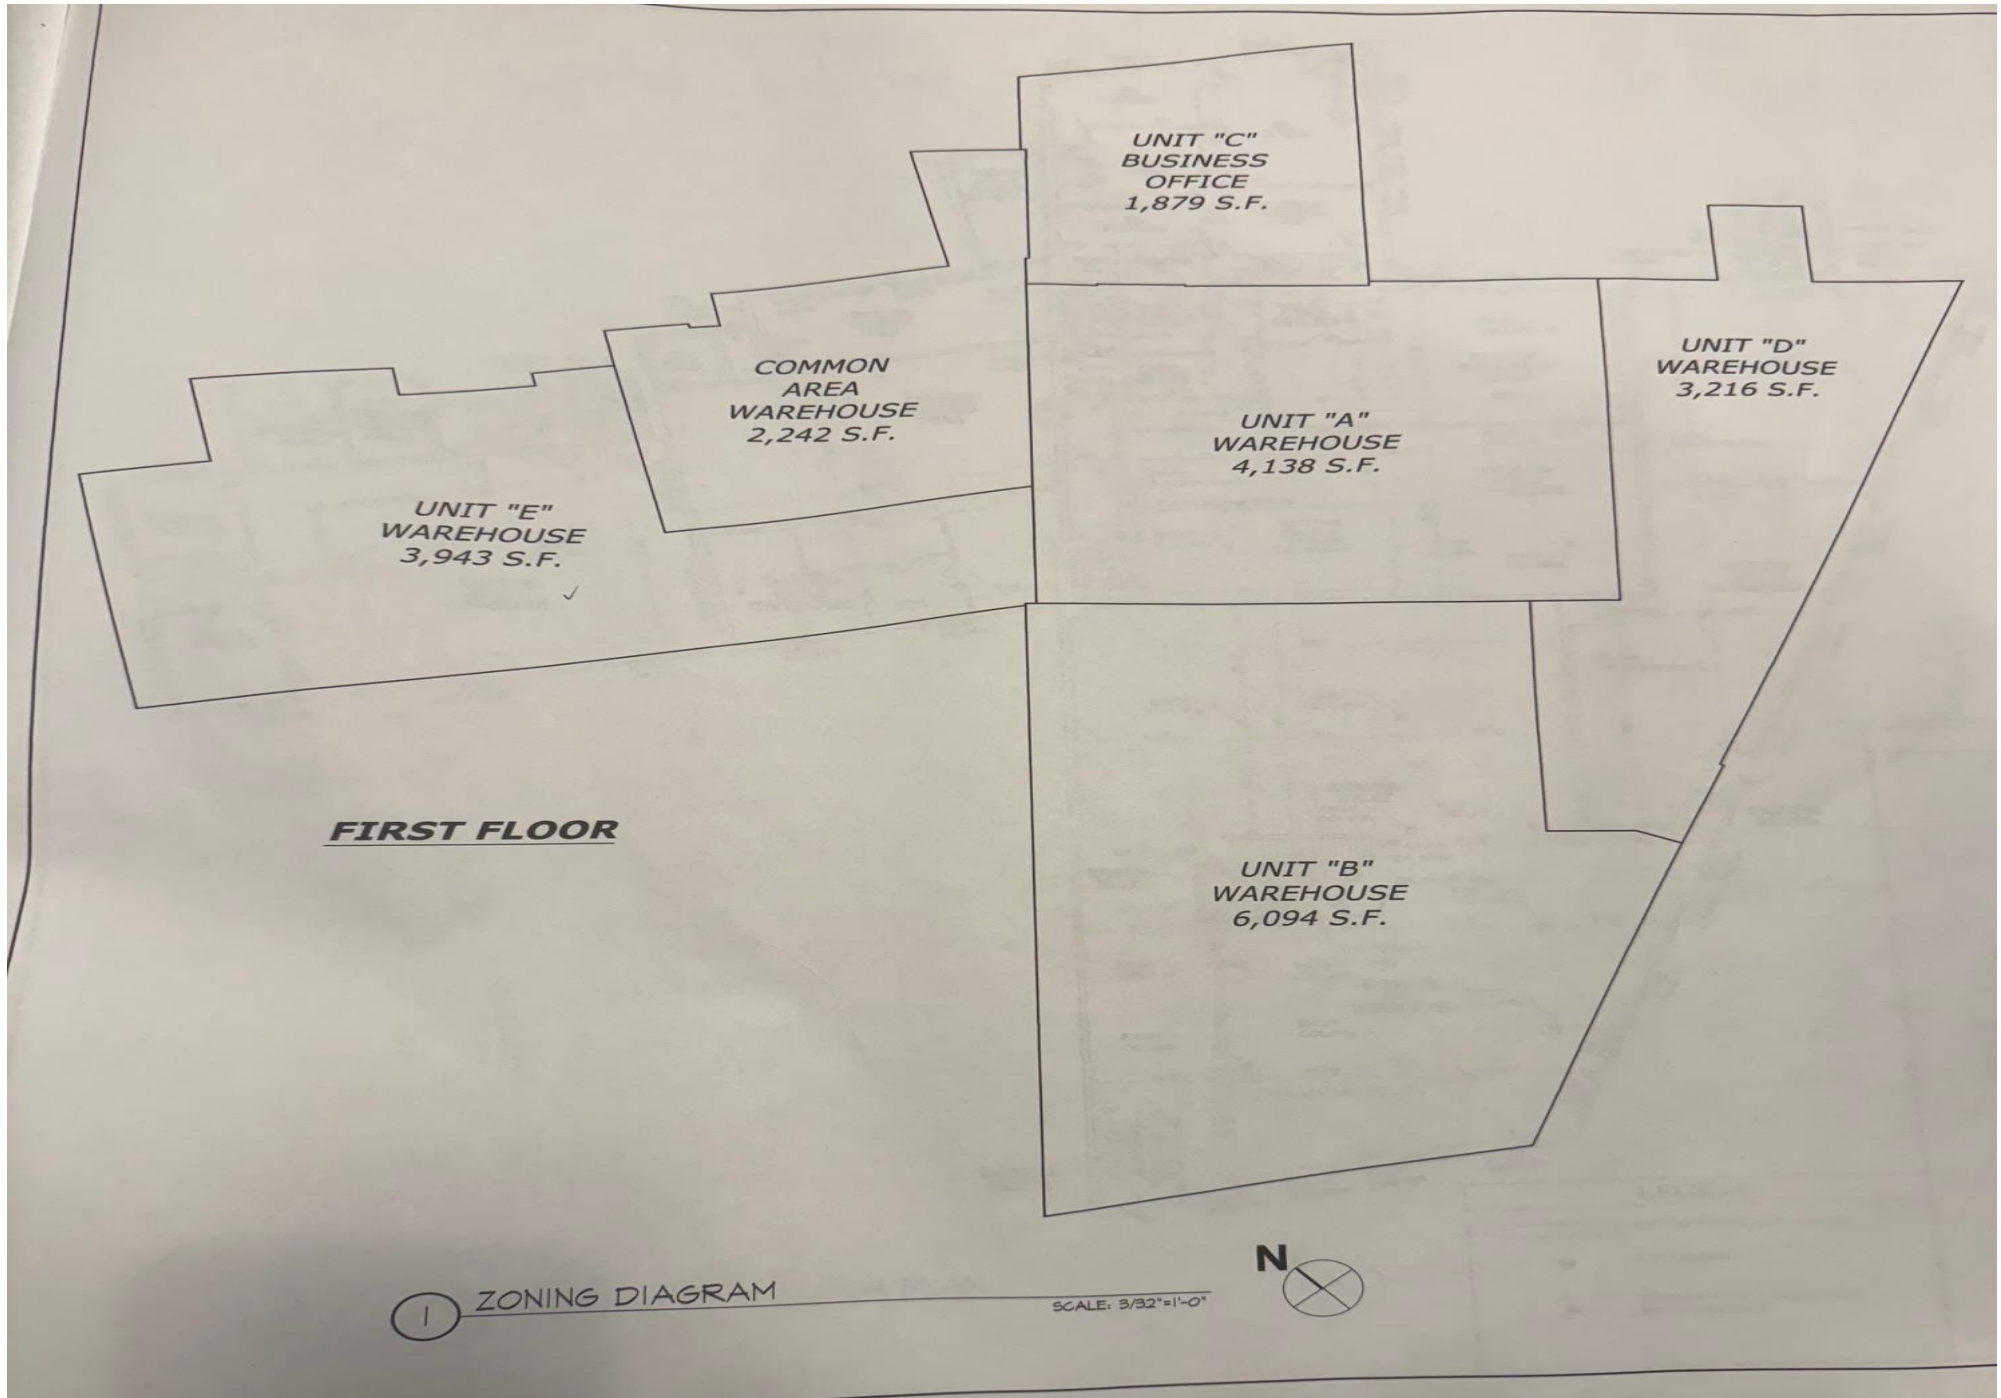 UNIT "C"
BUSINESS
OFFICE
1,879 S.F.
UNIT "D"
WAREHOUSE
3,216 S.F.
COMMON
AREA
WAREHOUSE
2,242 S.F.
UNIT "A"
WAREHOUSE
4,138 S.F.
UNIT "E"
WAREHOUSE
3,943 S.F.
FIRST FLOOR
UNIT "B"
WAREHOUSE
6,094 S.F.
N
1 ZONING DIAGRAM
SCALE: 3/32"=1'-0"